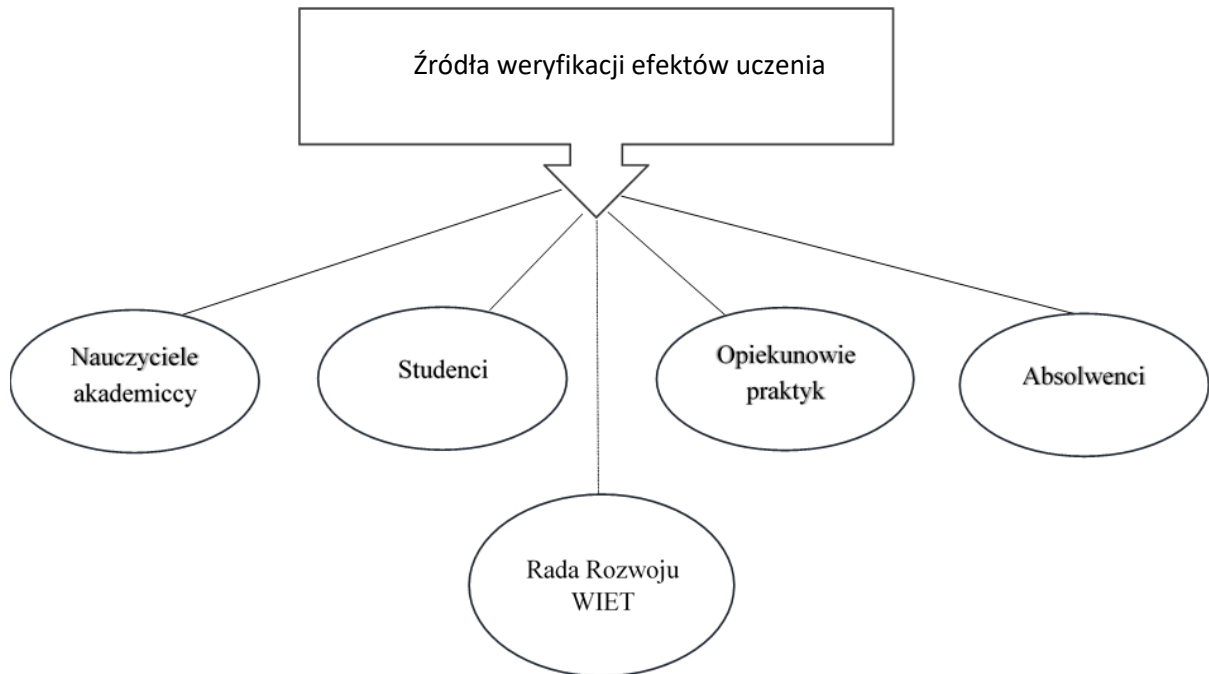 Źródła weryfikacji efektów uczenia
Nauczyciele
akademiccy
Studenci
Opiekunowie
praktyk
Absolwenci
Rada Rozwoju
WIET